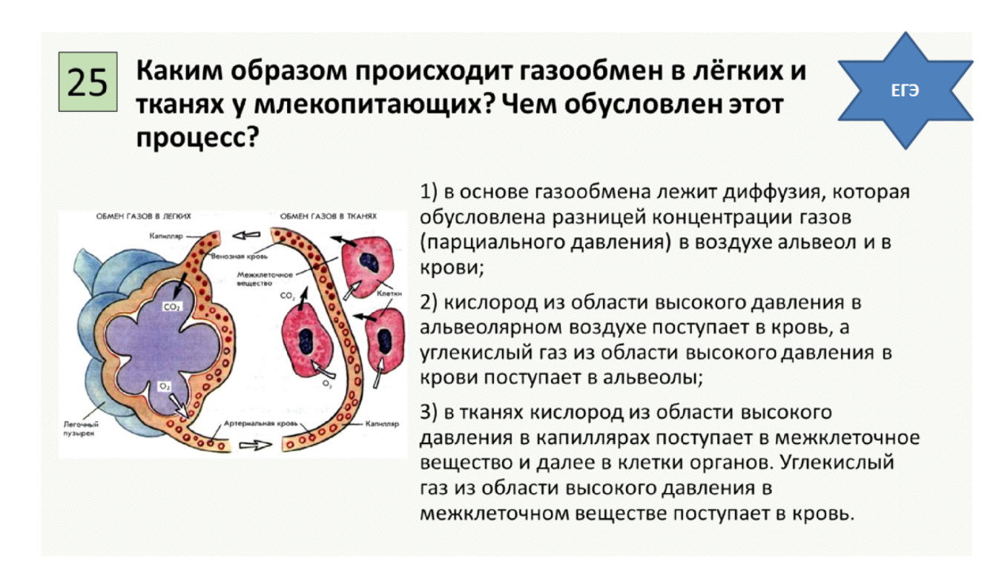 25
Каким образом происходит газообмен в лёгких и
тканях у млекопитающих? Чем обусловлен этот
процесс?
ЕГЭ
ОБМЕН ГАЗОВ В ЛЕГКИХ
ОБМЕН ГАЗОВ В ТКАНЯХ
Капилляр
Венозная кровь
Межклеточное
вещество
Клетки
CO2
CO2
O2
O2
Легочный
пузырек
Артериальная кровь
Капилляр
1) в основе газообмена лежит диффузия, которая
обусловлена разницей концентрации газов
(парциального давления) в воздухе альвеол и в
крови;
2) кислород из области высокого давления в
альвеолярном воздухе поступает в кровь, а
углекислый газ из области высокого давления в
крови поступает в альвеолы;
3) в тканях кислород из области высокого
давления в капиллярах поступает в межклеточное
вещество и далее в клетки органов. Углекислый
газ из области высокого давления в
межклеточном веществе поступает в кровь.